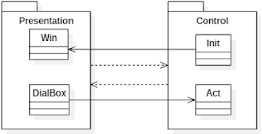 Presentation
Control
Win
Init
DialBox
Act